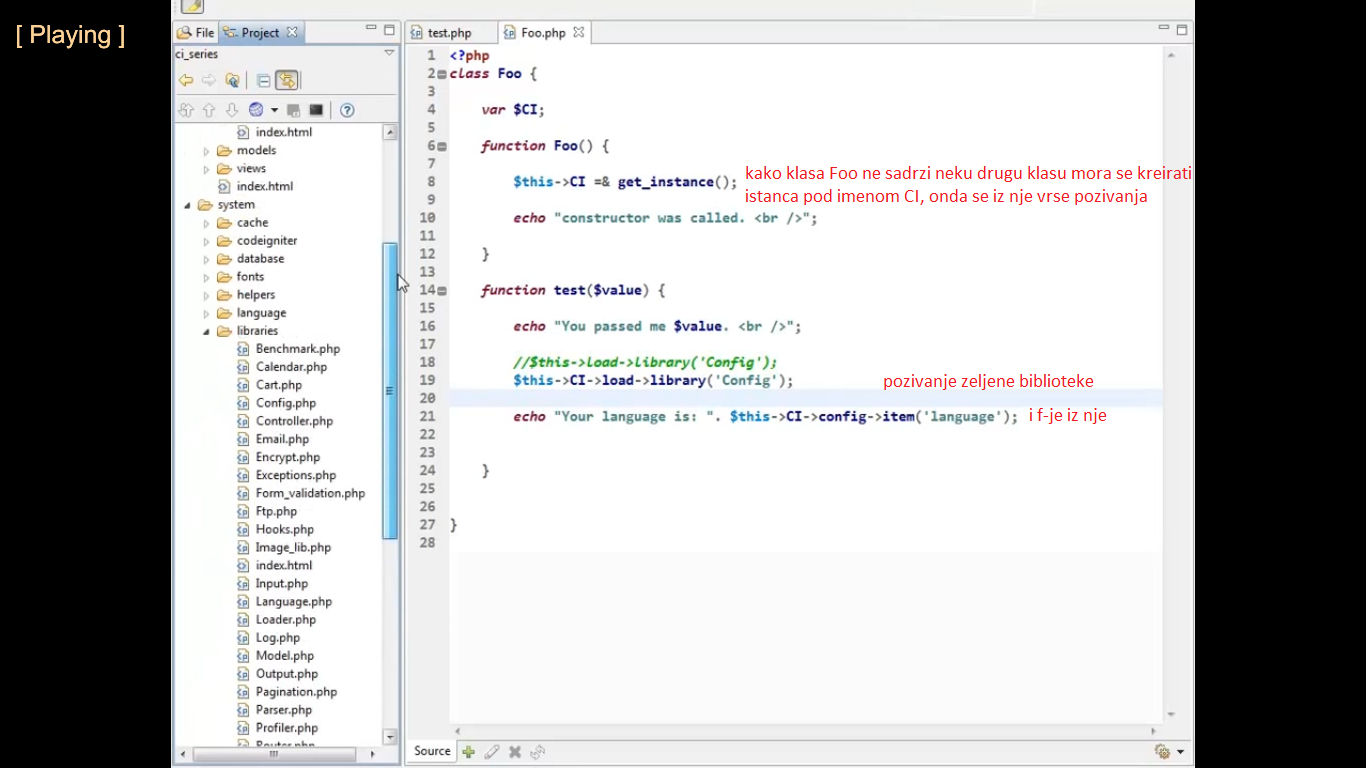 [ Playing ]
File
Project
ci_series
index.html
models
views
index.html
system
cache
codeigniter
database
fonts
helpers
language
libraries
Benchmark.php
Calendar.php
Cart.php
Config.php
Controller.php
Email.php
Encrypt.php
Exceptions.php
Form_validation.php
Ftp.php
Hooks.php
Image_lib.php
index.html
Input.php
Language.php
Loader.php
Log.php
Model.php
Output.php
Pagination.php
Parser.php
Profiler.php
Router.php
test.php
Foo.php
1 <?php
2 class Foo {
3
4 var $CI;
5
6 function Foo() {
7
8 $this->CI =& get_instance();
kako klasa Foo ne sadrzi neku drugu klasu mora se kreirati
istanca pod imenom CI, onda se iz nje vrse pozivanja
9
10 echo "constructor was called. <br />";
11
12 }
13
14 function test($value) {
15
16 echo "You passed me $value. <br />";
17
18 //$this->load->library('Config');
19 $this->CI->load->library('Config'); pozivanje zeljene biblioteke
20
21 echo "Your language is: ". $this->CI->config->item('language'); i f-je iz nje
22
23
24 }
25
26
27 }
28
Source